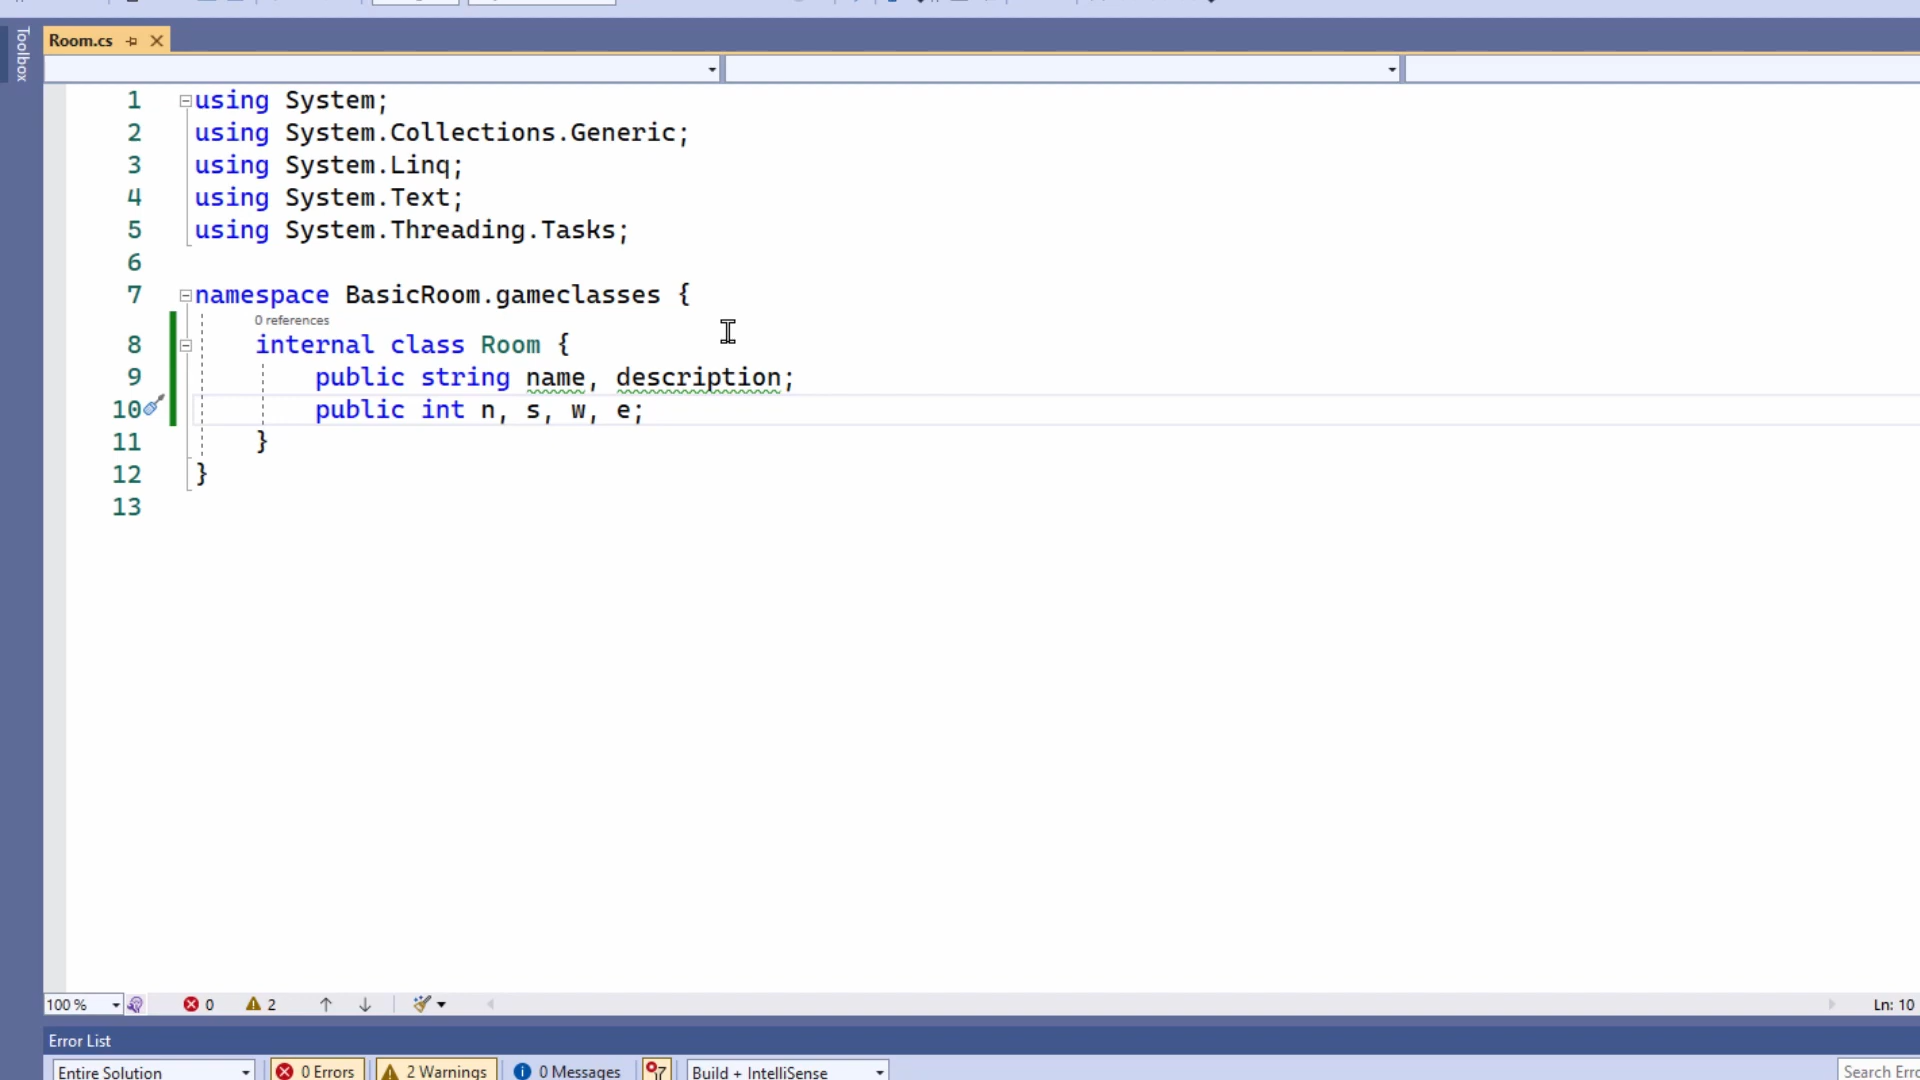 Toolbox
Room.cs
1 using System;
2 using System.Collections.Generic;
3 using System.Linq;
4 using System.Text;
5 using System.Threading.Tasks;
6
7 namespace BasicRoom.gameclasses {
0 references
8 internal class Room {
9 public string name, description;
10 public int n, s, w, e;
11 }
12 }
13
100 % 0 2 Ln: 10
Error List
Entire Solution 0 Errors 2 Warnings 0 Messages Build + IntelliSense Search